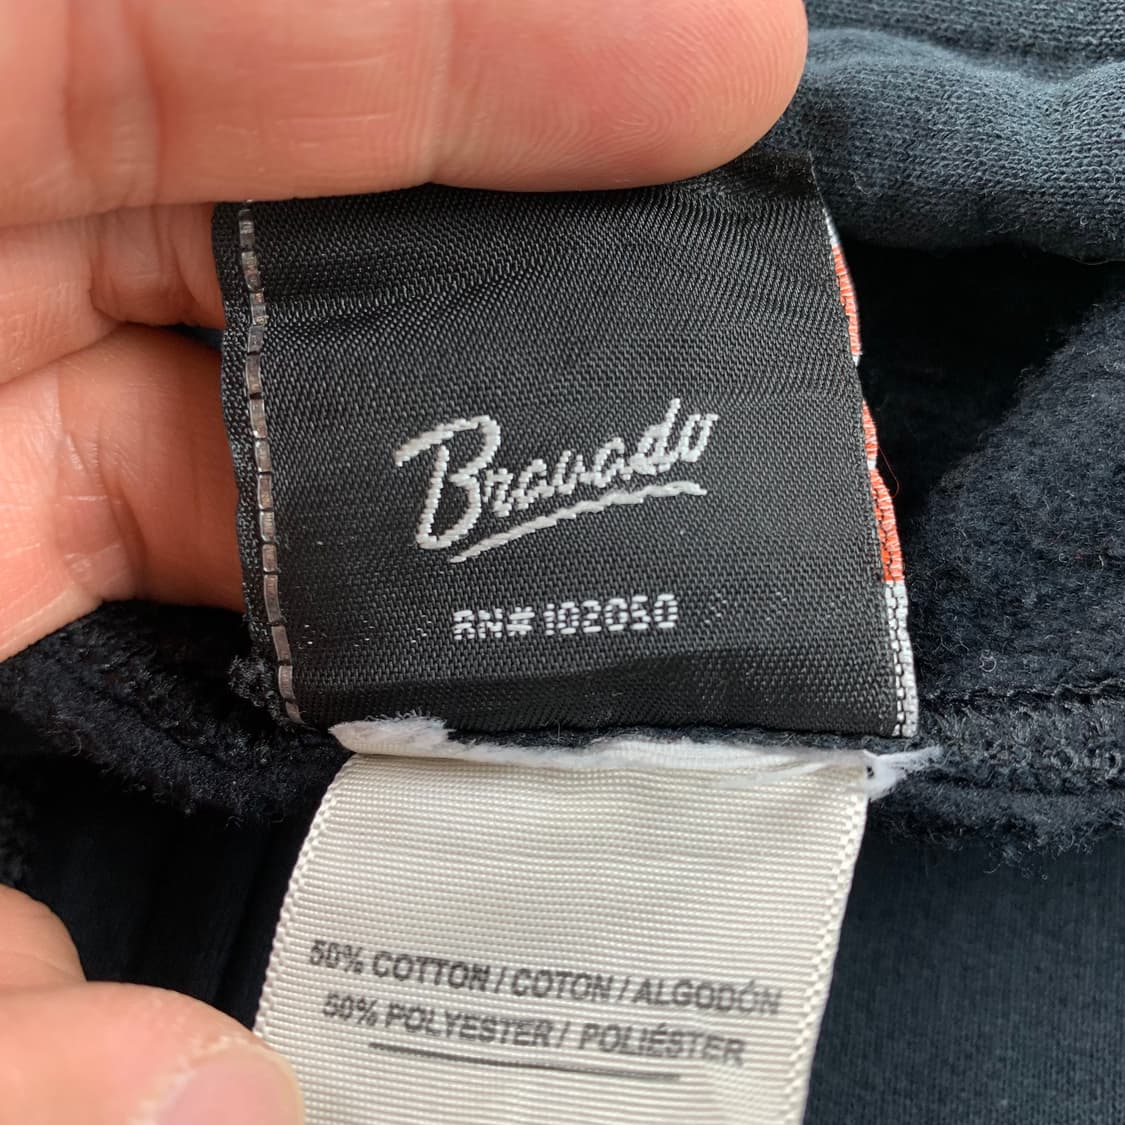 Bravado
RN# 102050
50% COTTON / COTON / ALGODÓN
50% POLYESTER / POLIÉSTER